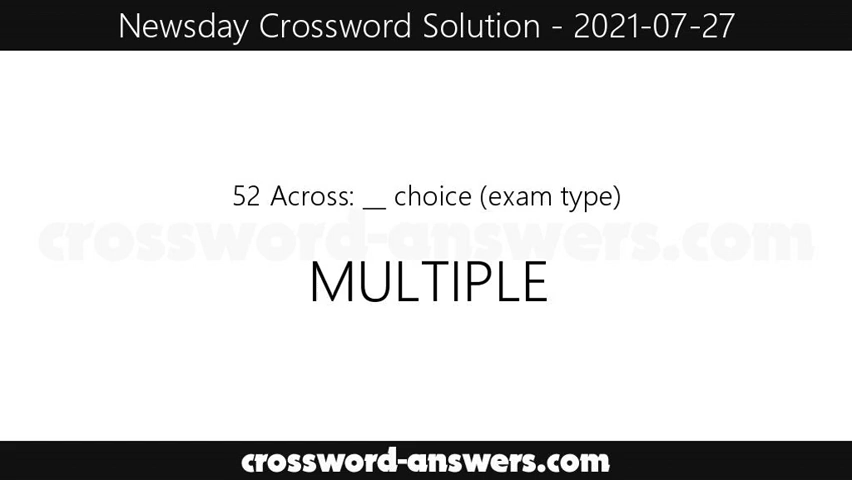 Newsday Crossword Solution - 2021-07-27
52 Across: __ choice (exam type)
crossword-answers.com
MULTIPLE
crossword-answers.com